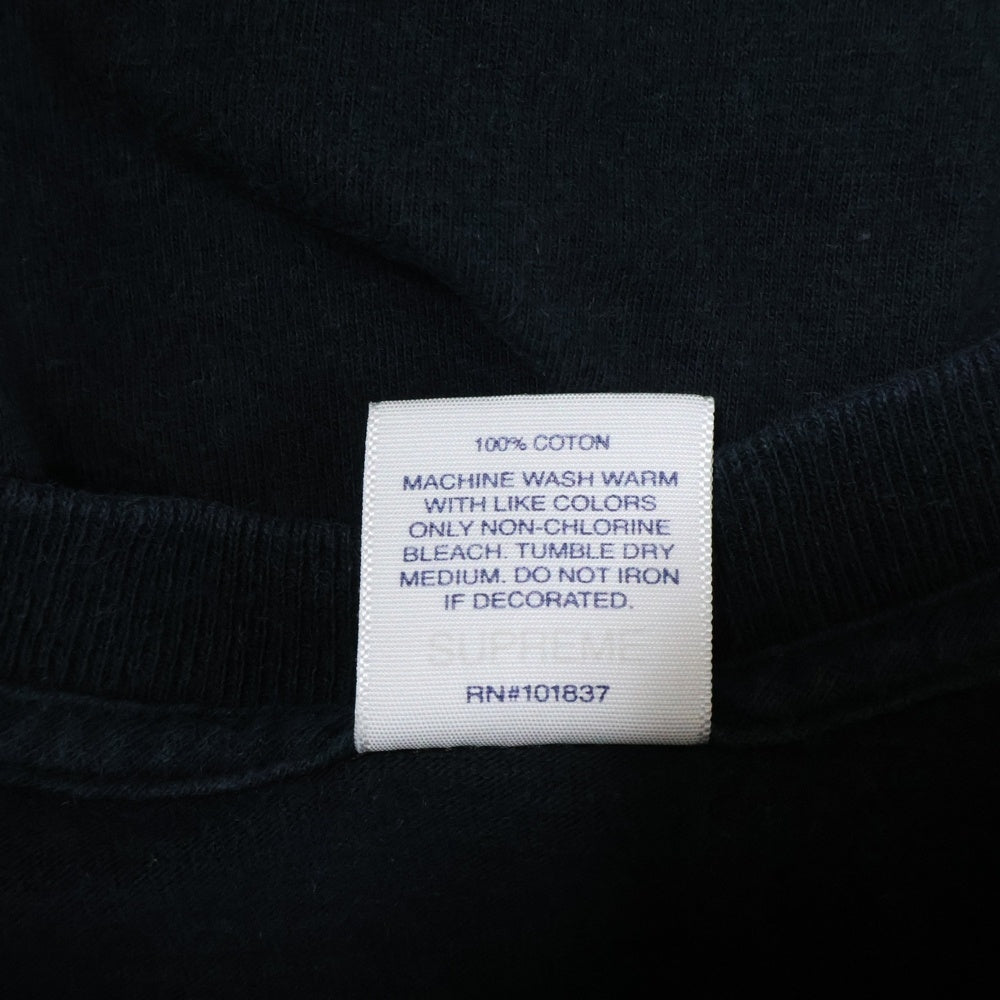 100% COTON
MACHINE WASH WARM
WITH LIKE COLORS
ONLY NON-CHLORINE
BLEACH. TUMBLE DRY
MEDIUM. DO NOT IRON
IF DECORATED.
SUPREME
RN#101837